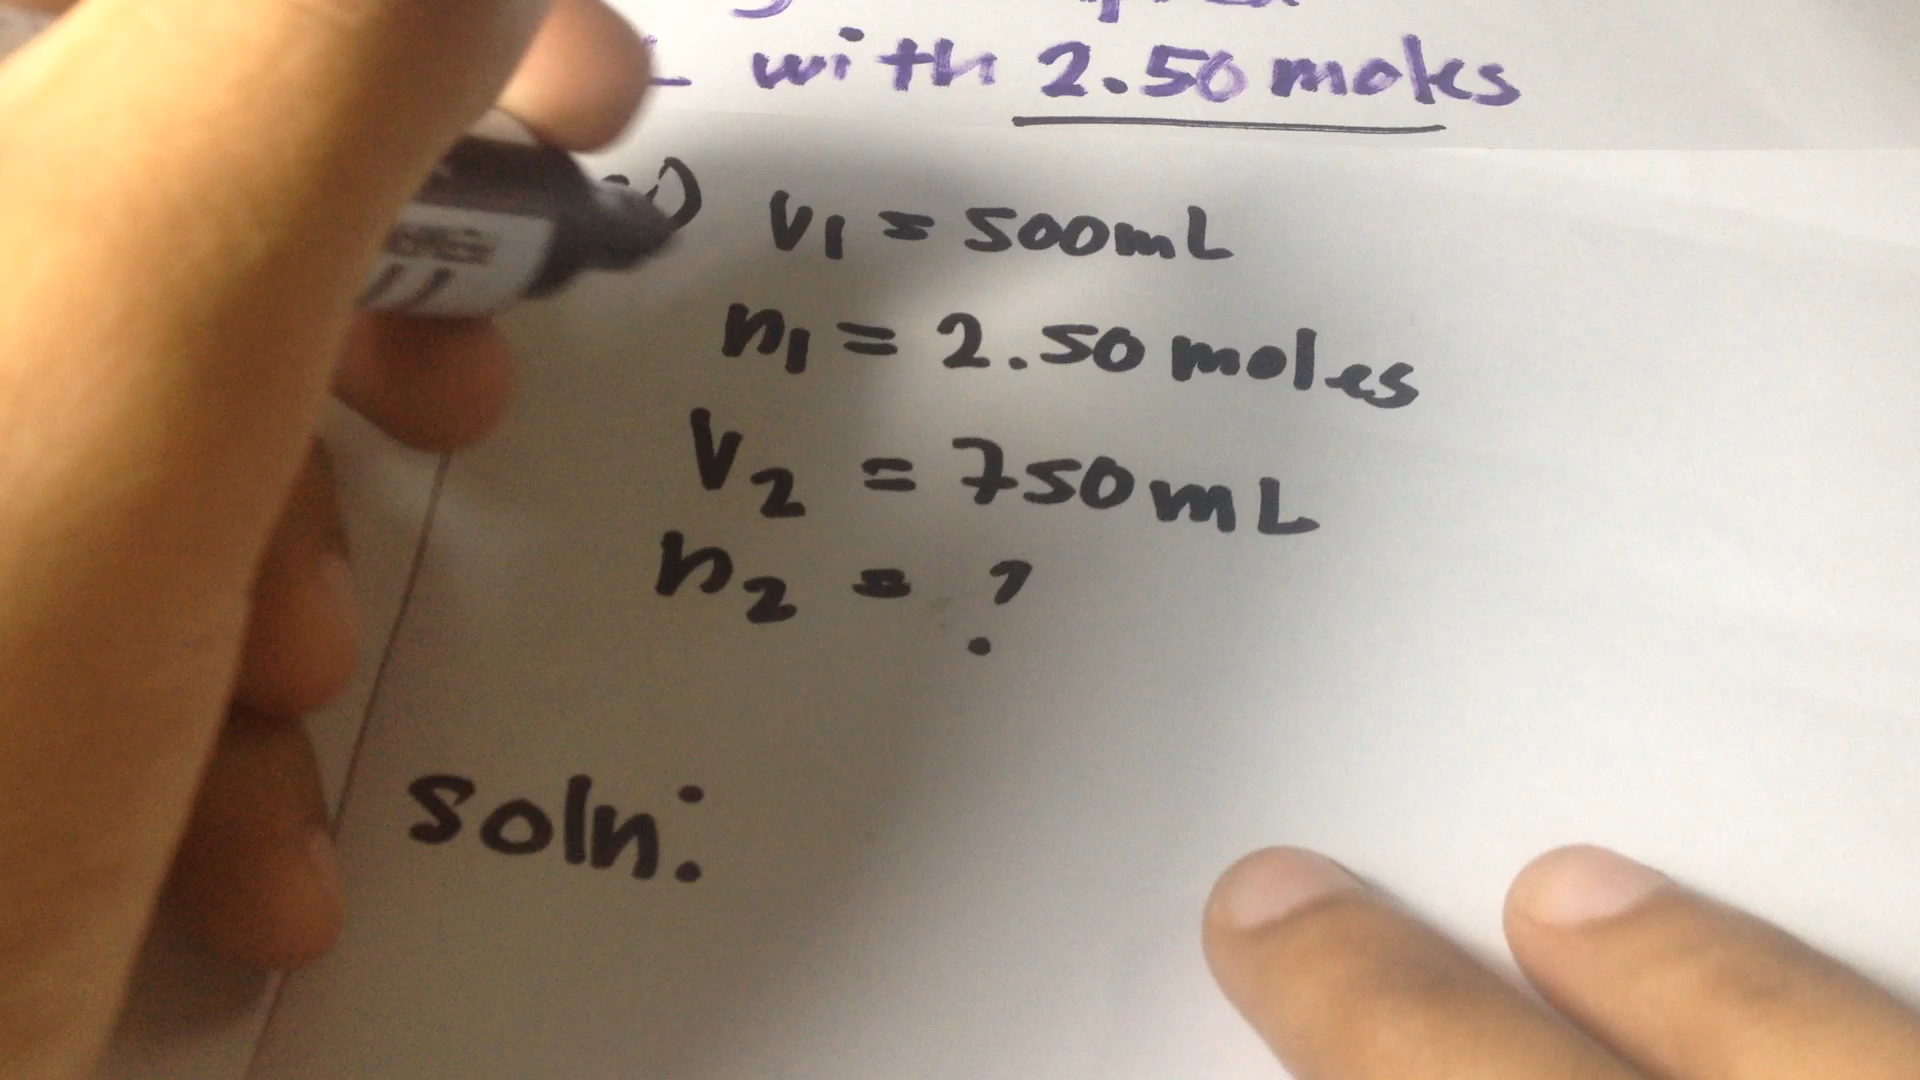 with 2.50 moles
V1 = 500mL
n1 = 2.50 moles
V2 = 750mL
n2 = ?
soln: